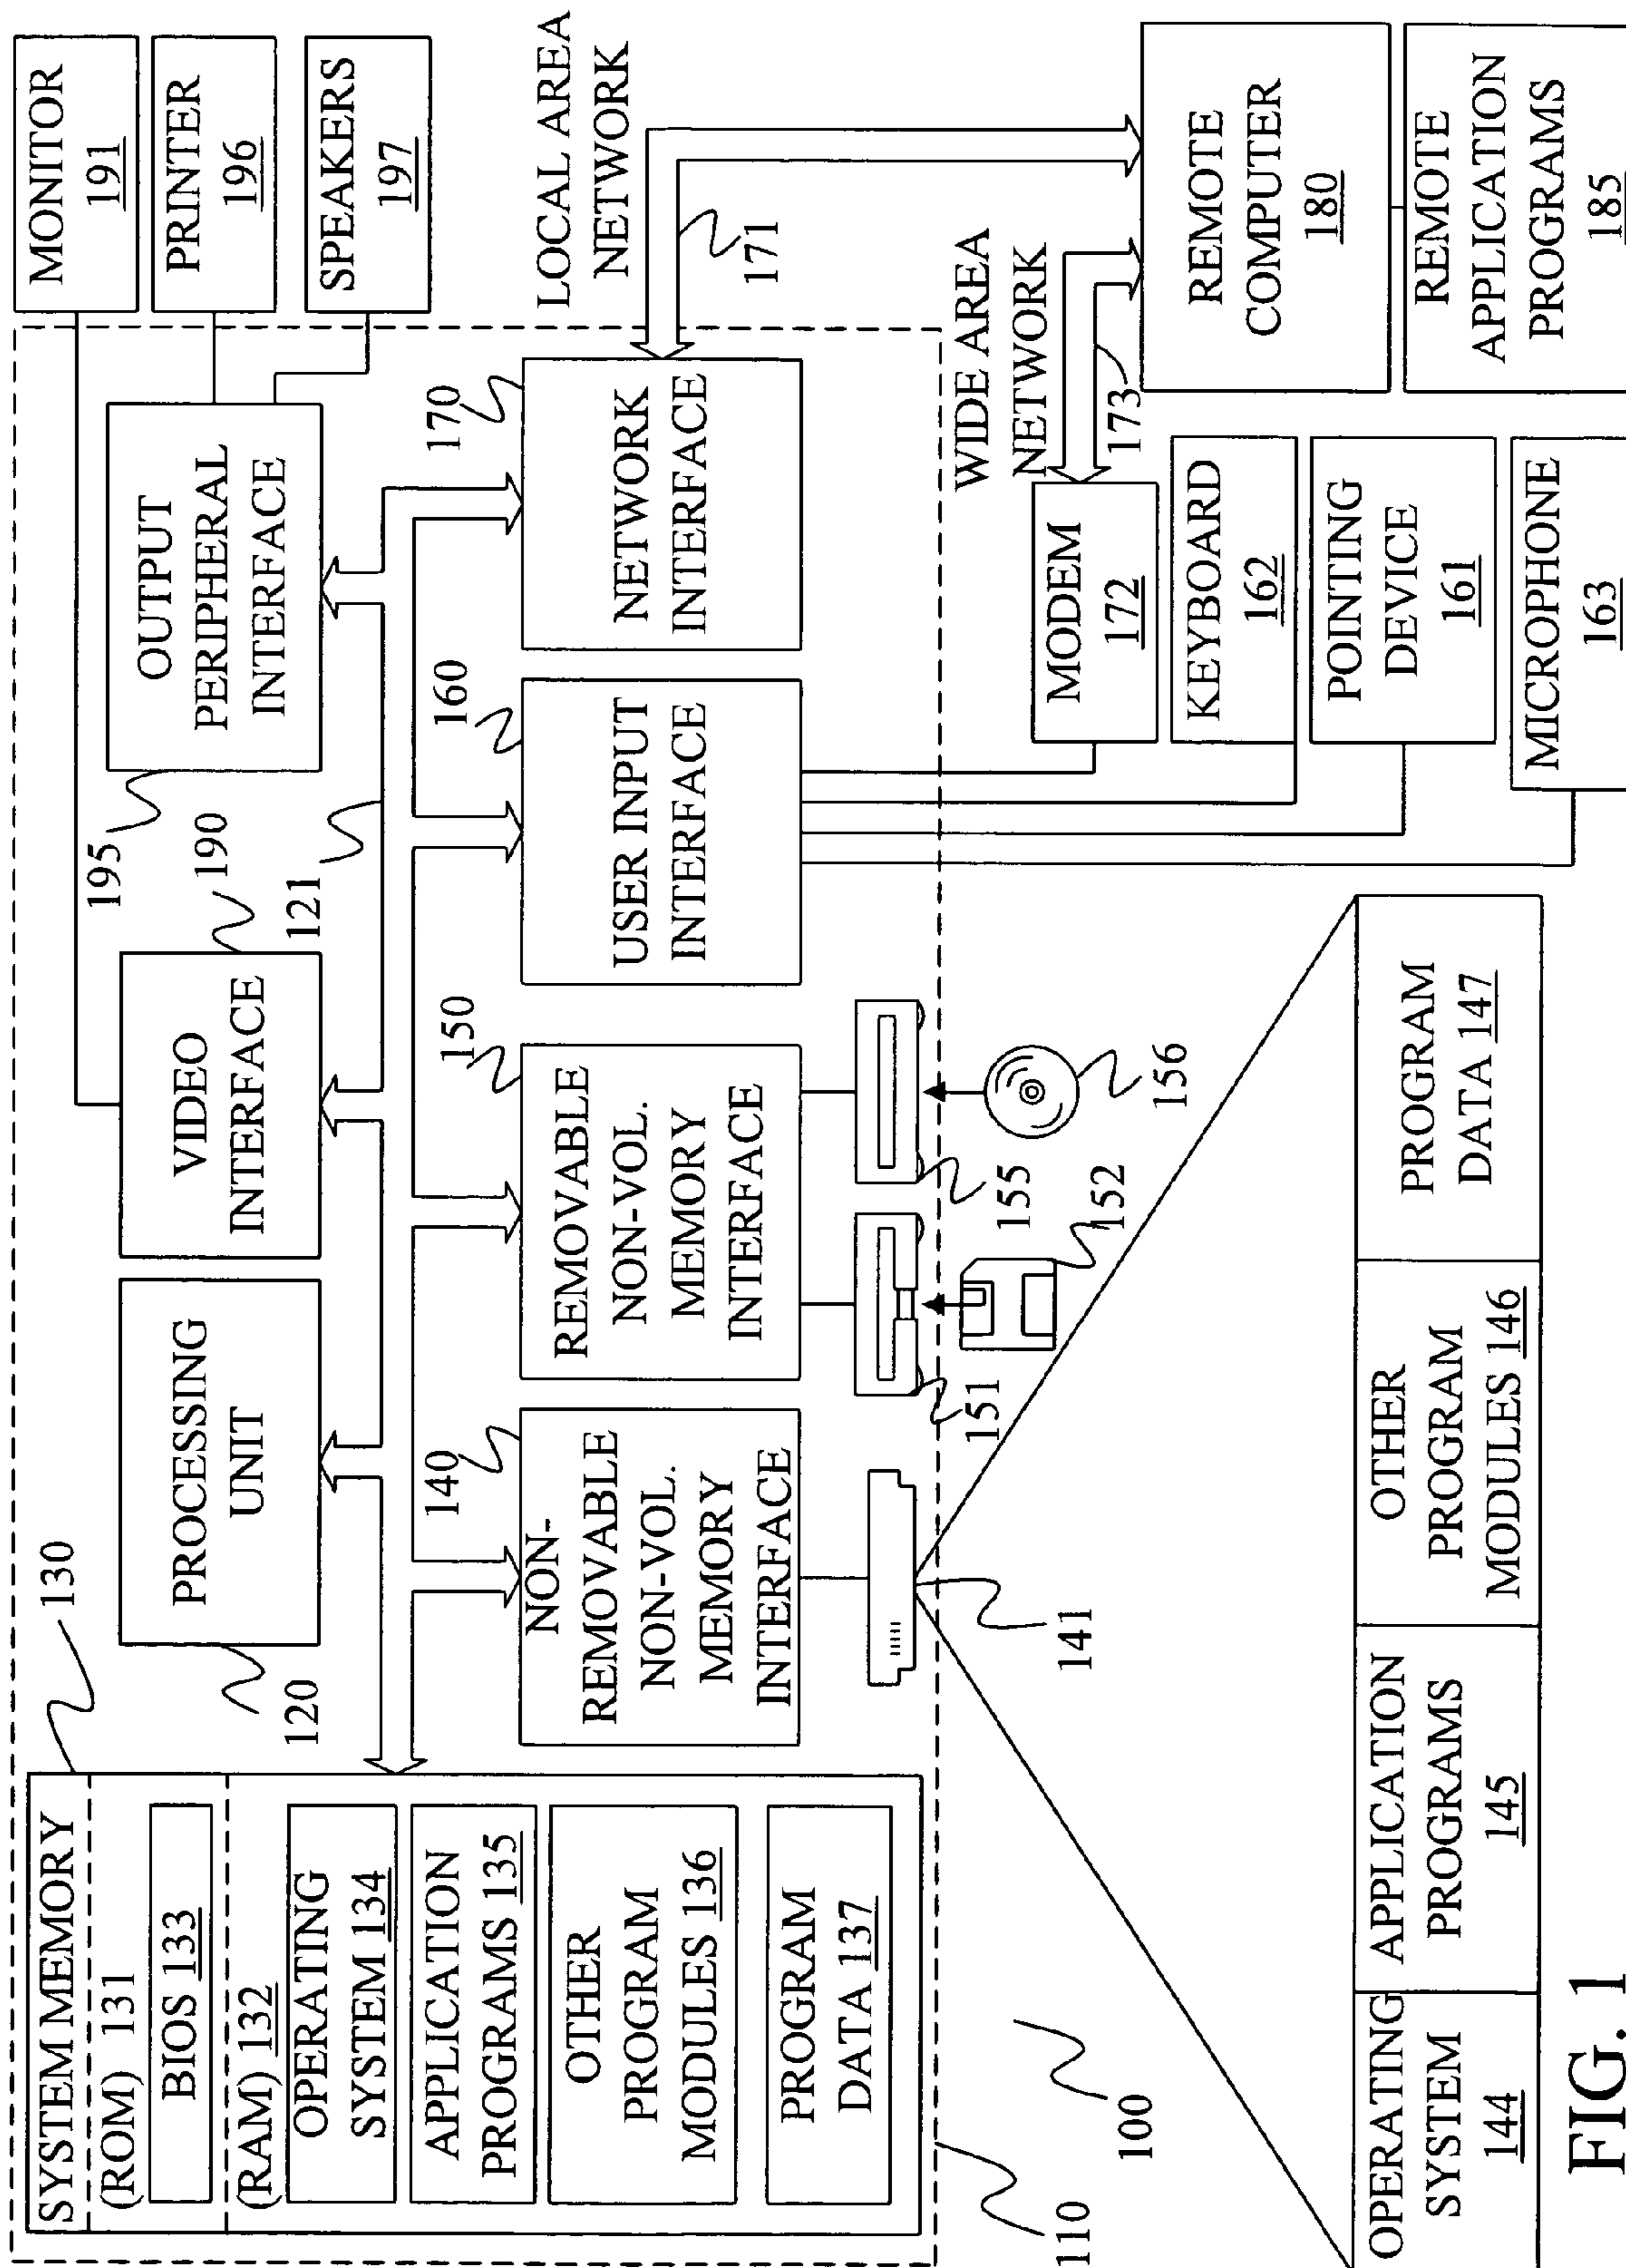 SYSTEM MEMORY
(ROM) 131
BIOS 133
(RAM) 132
OPERATING
SYSTEM 134
APPLICATION
PROGRAMS 135
OTHER
PROGRAM
MODULES 136
PROGRAM
DATA 137
130
120
PROCESSING
UNIT
VIDEO
INTERFACE
190
195
121
OUTPUT
PERIPHERAL
INTERFACE
MONITOR
191
PRINTER
196
SPEAKERS
197
140
NON-
REMOVABLE
NON-VOL.
MEMORY
INTERFACE
150
REMOVABLE
NON-VOL.
MEMORY
INTERFACE
160
USER INPUT
INTERFACE
170
NETWORK
INTERFACE
LOCAL AREA
NETWORK
171
141
151
152
155
156
WIDE AREA
NETWORK
173
MODEM
172
KEYBOARD
162
POINTING
DEVICE
161
MICROPHONE
163
REMOTE
COMPUTER
180
REMOTE
APPLICATION
PROGRAMS
185
110
100
OPERATING
SYSTEM
144
APPLICATION
PROGRAMS
145
OTHER
PROGRAM
MODULES 146
PROGRAM
DATA 147
FIG. 1